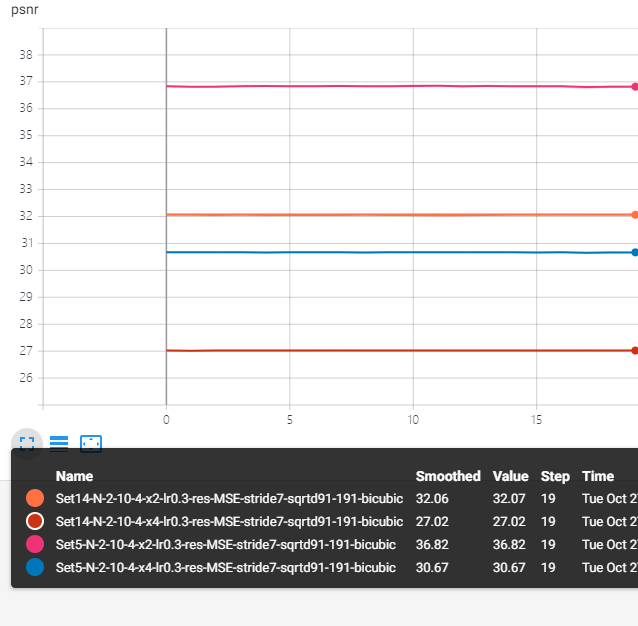 psnr
38
37
36
35
34
33
32
31
30
29
28
27
26
0 5 10 15
Name Smoothed Value Step Time
Set14-N-2-10-4-x2-lr0.3-res-MSE-stride7-sqrtd91-191-bicubic 32.06 32.07 19 Tue Oct 2
Set14-N-2-10-4-x4-lr0.3-res-MSE-stride7-sqrtd91-191-bicubic 27.02 27.02 19 Tue Oct 2
Set5-N-2-10-4-x2-lr0.3-res-MSE-stride7-sqrtd91-191-bicubic 36.82 36.82 19 Tue Oct 2
Set5-N-2-10-4-x4-lr0.3-res-MSE-stride7-sqrtd91-191-bicubic 30.67 30.67 19 Tue Oct 2